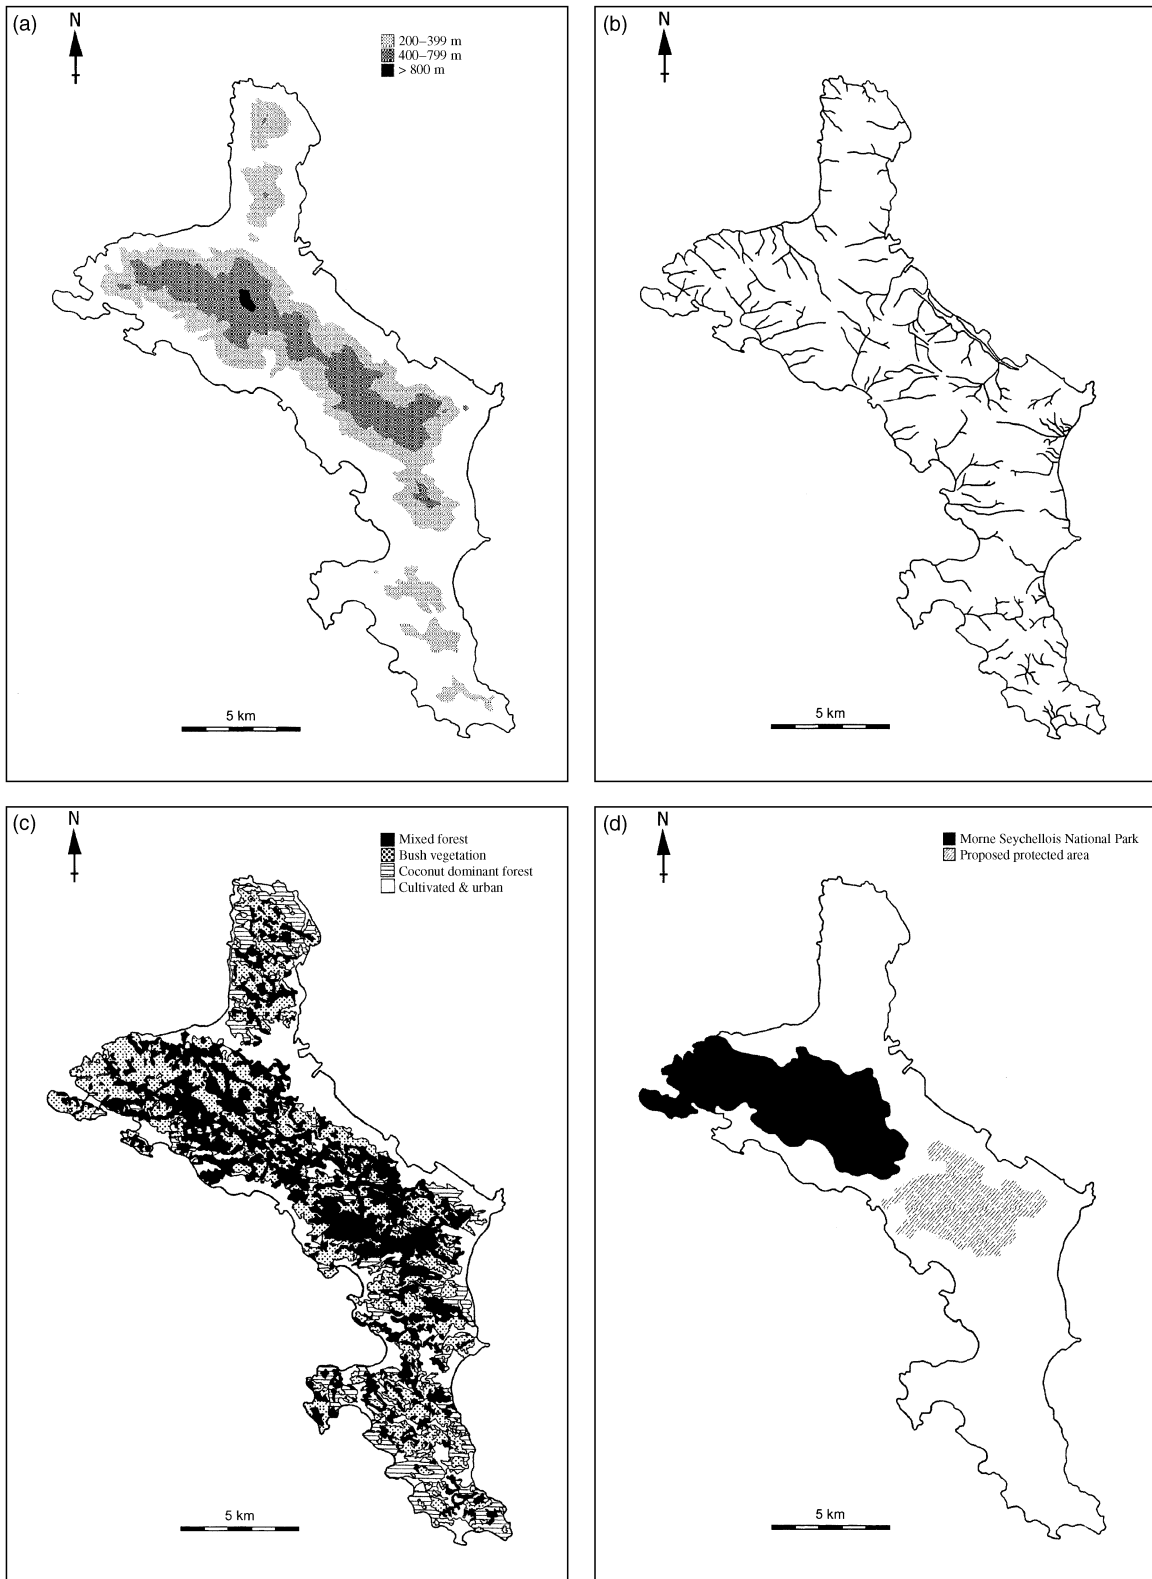 (a)
N
200–399 m
400–799 m
> 800 m
5 km
(b)
N
5 km
(c)
N
Mixed forest
Bush vegetation
Coconut dominant forest
Cultivated & urban
5 km
(d)
N
Morne Seychellois National Park
Proposed protected area
5 km